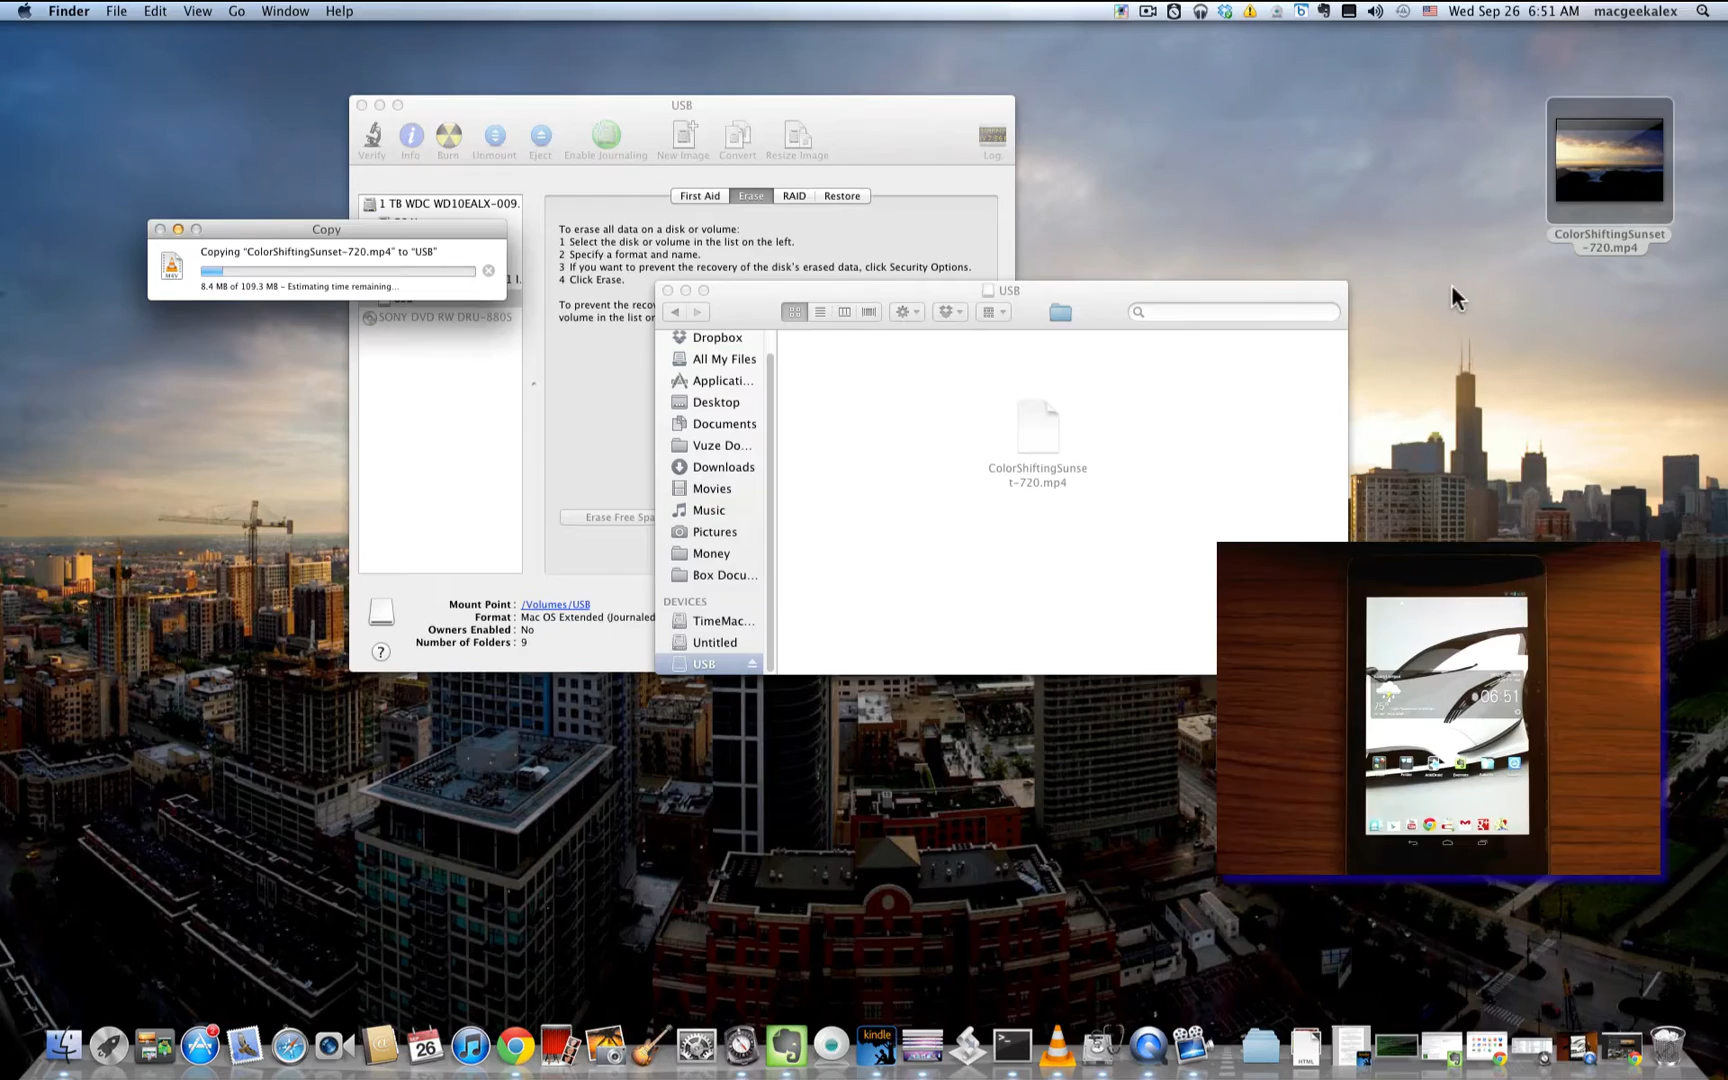 Finder File Edit View Go Window Help
Wed Sep 26 6:51 AM macgeekalex
USB
Verify Info Burn Unmount Eject Enable Journaling New Image Convert Resize Image Log
1 TB WDC WD10EALX-009.
SONY DVD RW DRU-880S
First Aid Erase RAID Restore
To erase all data on a disk or volume:
1 Select the disk or volume in the list on the left.
2 Specify a format and name.
3 If you want to prevent the recovery of the disk's erased data, click Security Options.
4 Click Erase.
To prevent the reco
volume in the list or
Erase Free Spa
Mount Point : /Volumes/USB
Format : Mac OS Extended (Journaled
Owners Enabled : No
Number of Folders : 9
?
Copy
Copying "ColorShiftingSunset-720.mp4" to "USB"
M4V
8.4 MB of 109.3 MB – Estimating time remaining...
USB
Dropbox
All My Files
Applicati...
Desktop
Documents
Vuze Do...
Downloads
Movies
Music
Pictures
Money
Box Docu...
DEVICES
TimeMac...
Untitled
USB
ColorShiftingSunse
t-720.mp4
ColorShiftingSunset
-720.mp4
06:51
75°
2
SEP
26
kindle
HTML